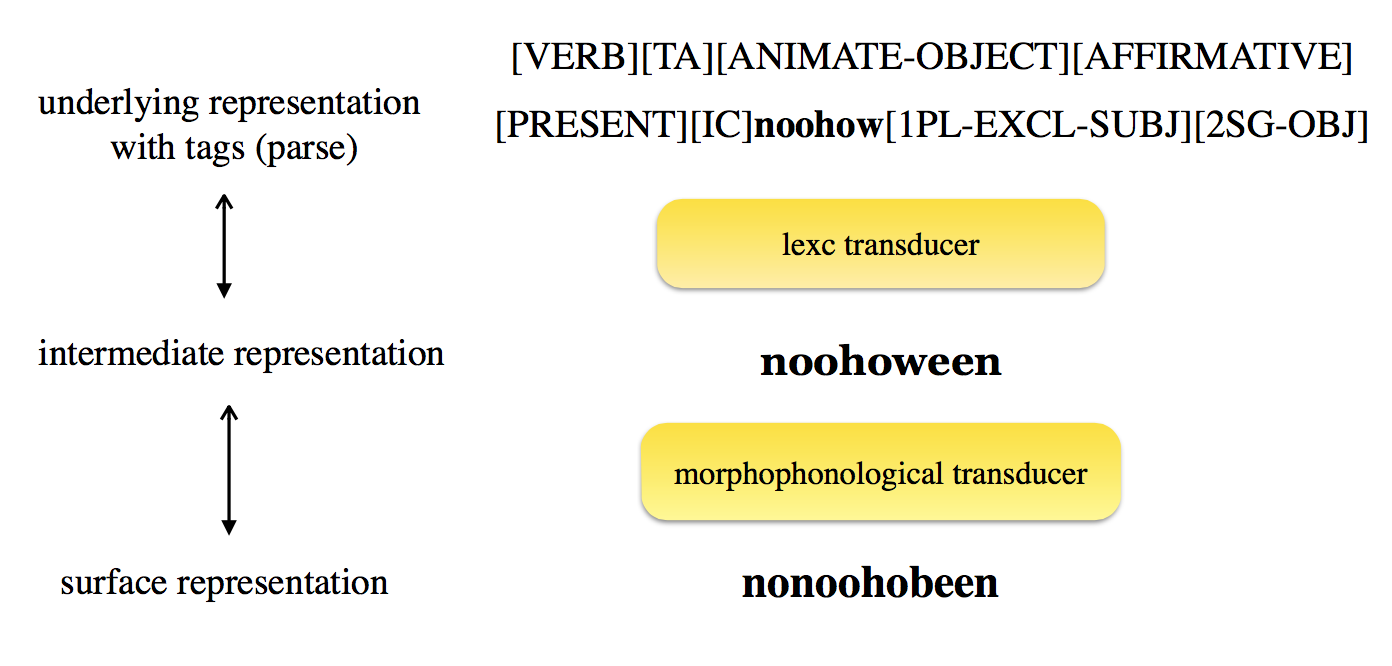 [VERB][TA][ANIMATE-OBJECT][AFFIRMATIVE]
underlying representation
with tags (parse)
[PRESENT][IC]noohow[1PL-EXCL-SUBJ][2SG-OBJ]
lexc transducer
intermediate representation
noohoween
morphophonological transducer
surface representation
nonoohobeen